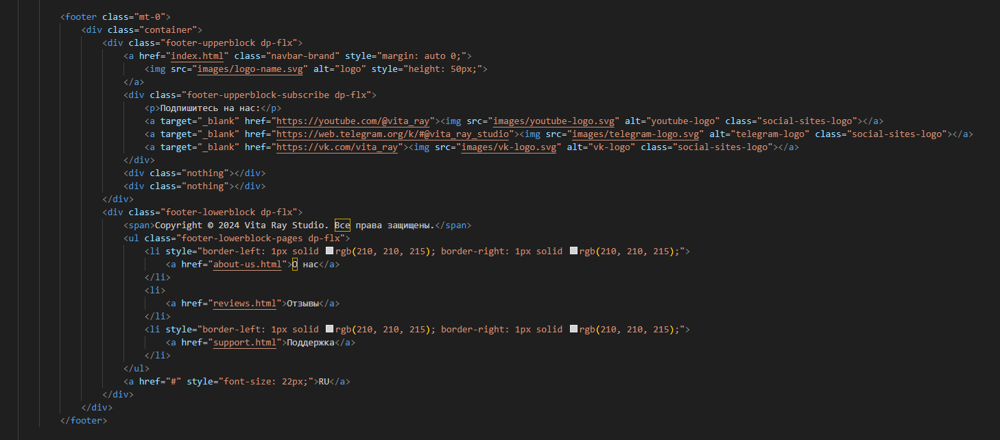 <footer class="mt-0">
<div class="container">
<div class="footer-upperblock dp-flx">
<a href="index.html" class="navbar-brand" style="margin: auto 0;">
<img src="images/logo-name.svg" alt="logo" style="height: 50px;">
</a>
<div class="footer-upperblock-subscribe dp-flx">
<p>Подпишитесь на нас:</p>
<a target="_blank" href="https://youtube.com/@vita_ray"><img src="images/youtube-logo.svg" alt="youtube-logo" class="social-sites-logo"></a>
<a target="_blank" href="https://web.telegram.org/k/#@vita_ray_studio"><img src="images/telegram-logo.svg" alt="telegram-logo" class="social-sites-logo"></a>
<a target="_blank" href="https://vk.com/vita_ray"><img src="images/vk-logo.svg" alt="vk-logo" class="social-sites-logo"></a>
</div>
<div class="nothing"></div>
<div class="nothing"></div>
</div>
<div class="footer-lowerblock dp-flx">
<span>Copyright © 2024 Vita Ray Studio. Все права защищены.</span>
<ul class="footer-lowerblock-pages dp-flx">
<li style="border-left: 1px solid rgb(210, 210, 215); border-right: 1px solid rgb(210, 210, 215);">
<a href="about-us.html">О нас</a>
</li>
<li>
<a href="reviews.html">Отзывы</a>
</li>
<li style="border-left: 1px solid rgb(210, 210, 215); border-right: 1px solid rgb(210, 210, 215);">
<a href="support.html">Поддержка</a>
</li>
</ul>
<a href="#" style="font-size: 22px;">RU</a>
</div>
</div>
</footer>